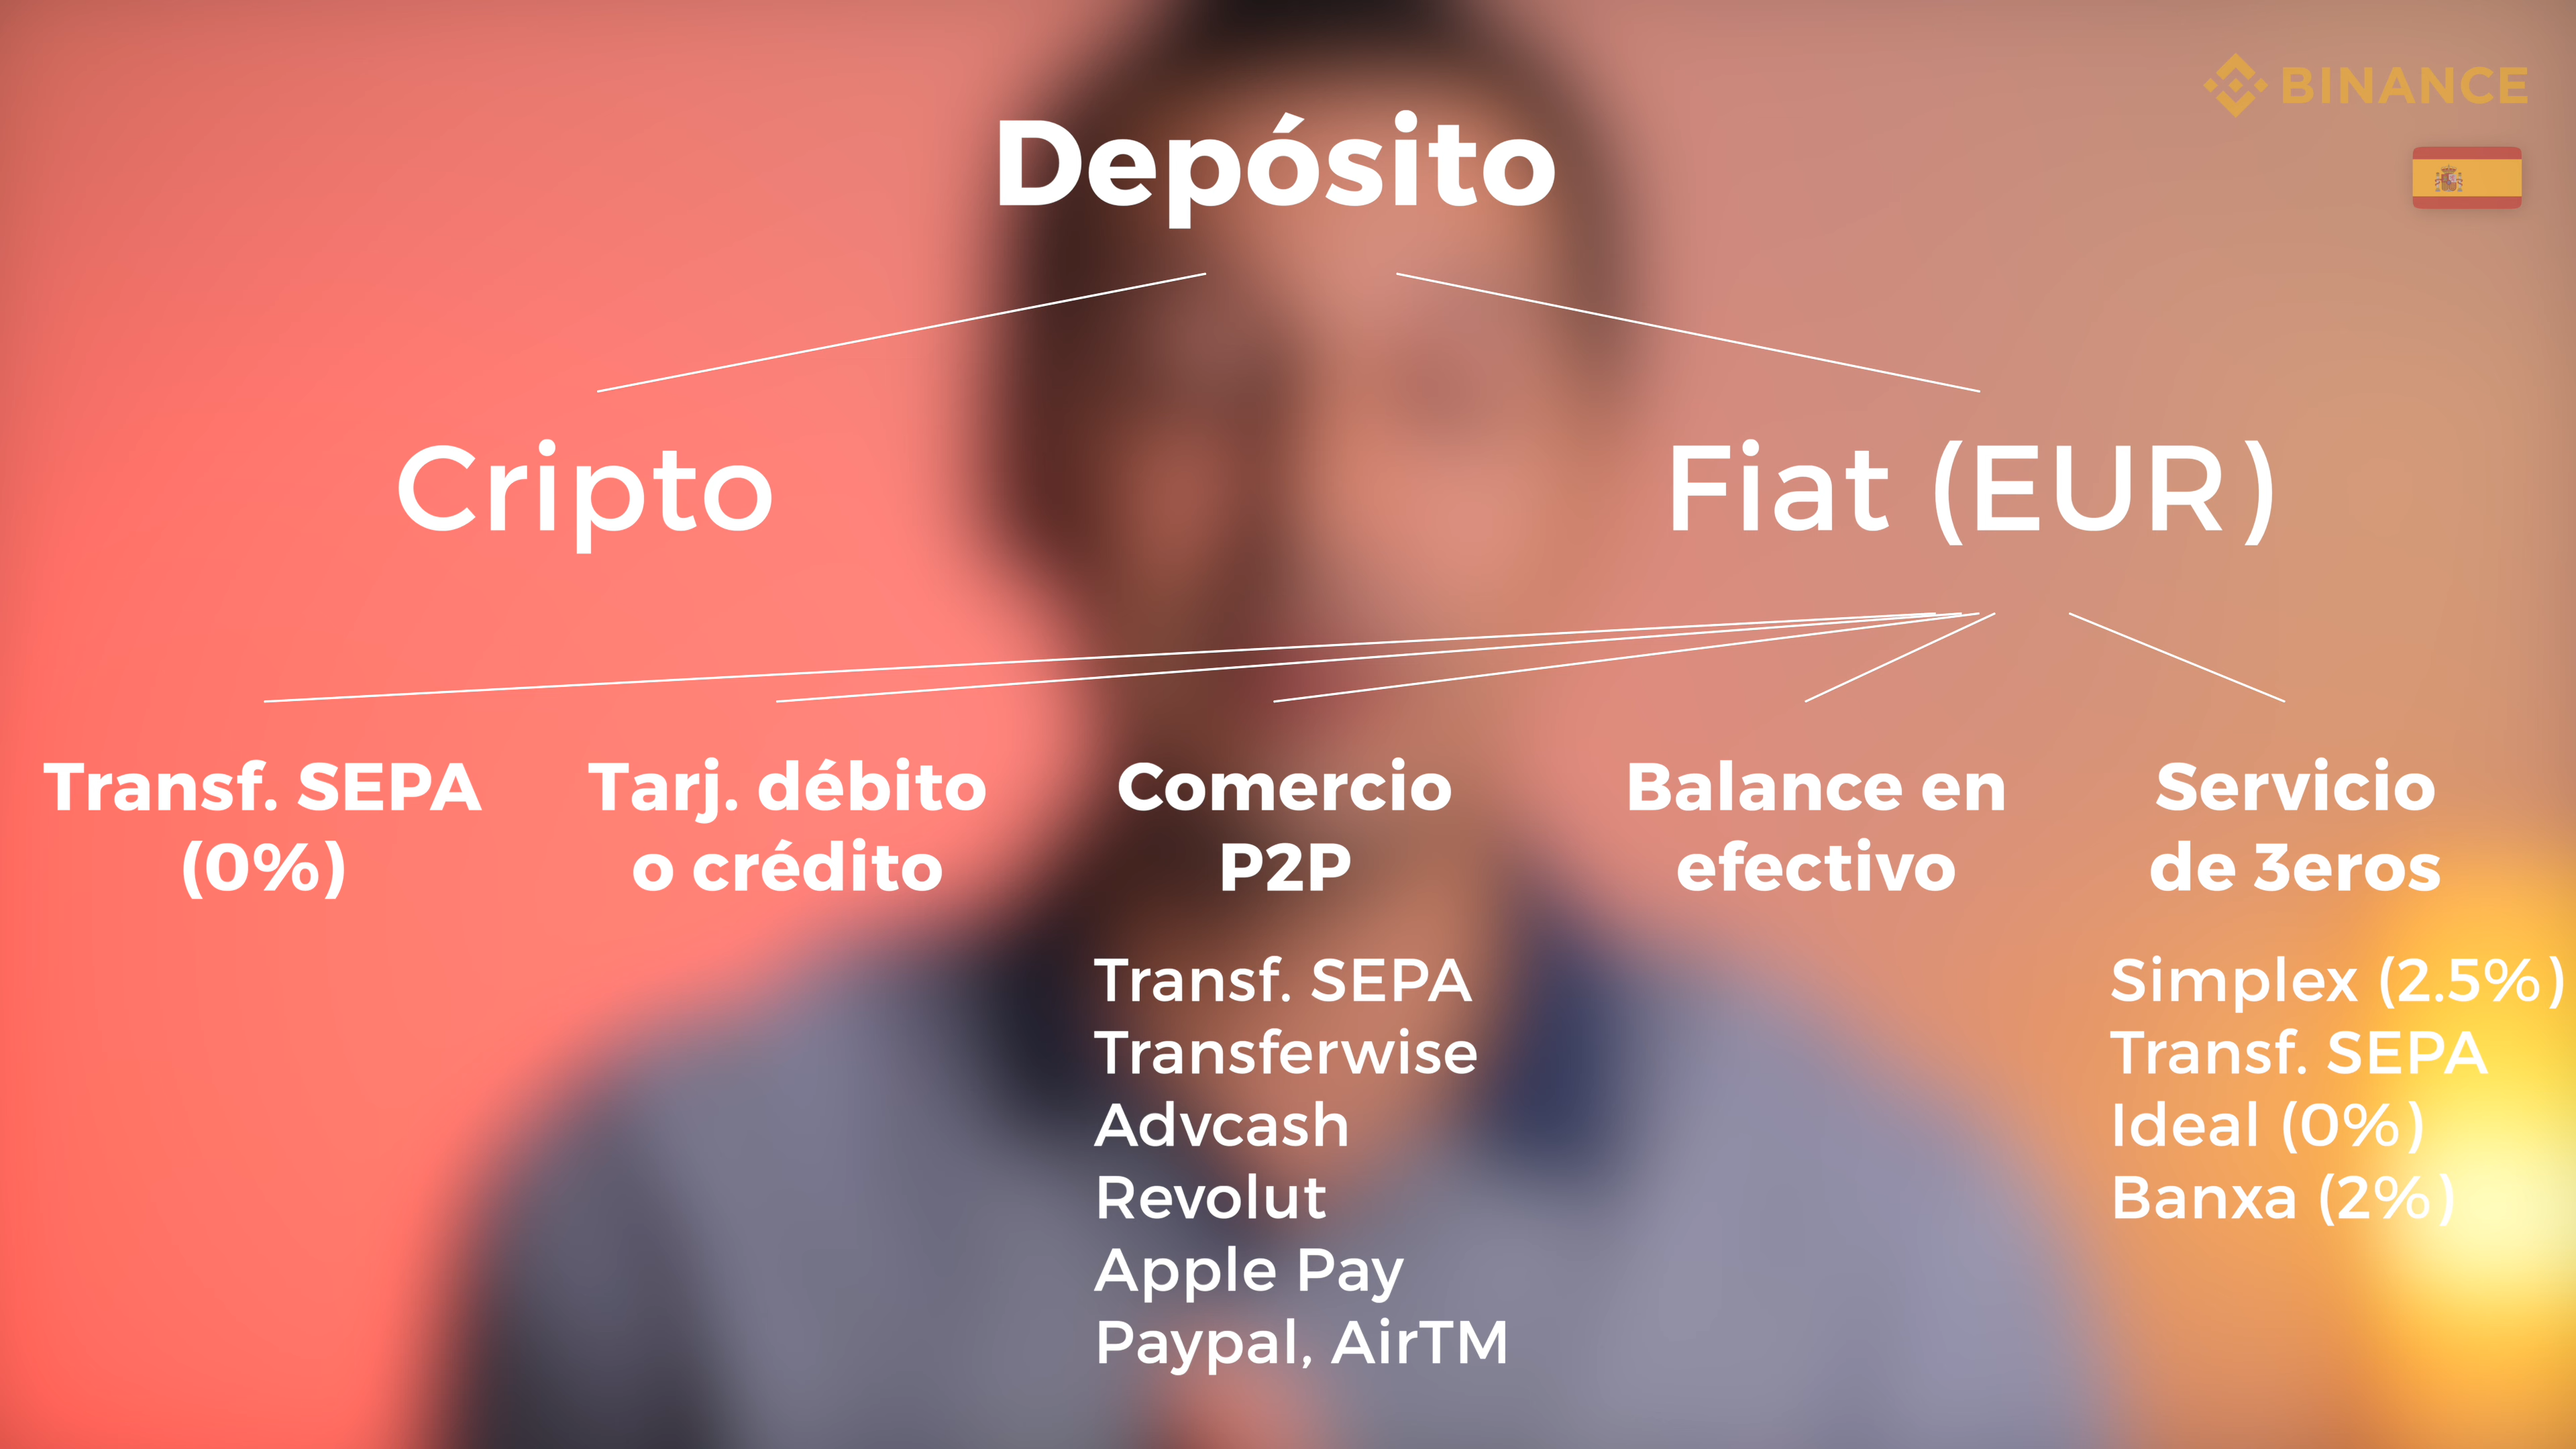 BINANCE
Depósito
Cripto
Fiat (EUR)
Transf. SEPA
(0%)
Tarj. débito
o crédito
Comercio
P2P
Transf. SEPA
Transferwise
Advcash
Revolut
Apple Pay
Paypal, AirTM
Balance en
efectivo
Servicio
de 3eros
Simplex (2.5%)
Transf. SEPA
Ideal (0%)
Banxa (2%)